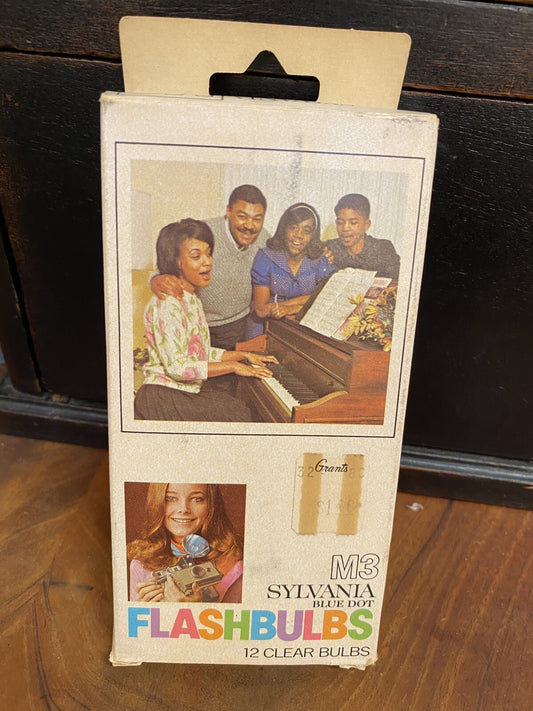 Grants
M3
SYLVANIA
BLUE DOT
FLASHBULBS
12 CLEAR BULBS